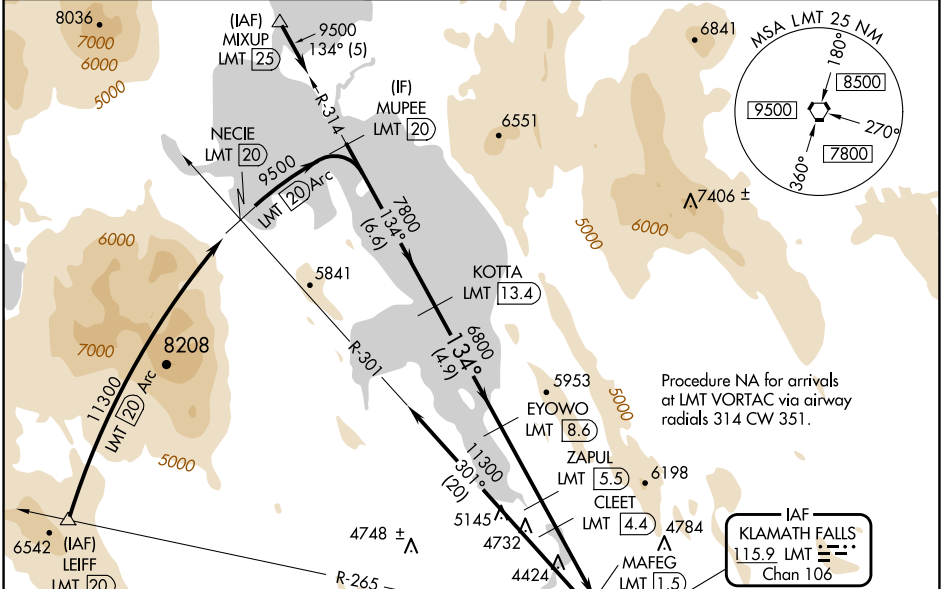 8036
7000
6000
5000
(IAF)
MIXUP
LMT 25
9500
134° (5)
R-314
(IF)
MUPEE
LMT 20
6841
6551
MSA LMT 25 NM
180°
8500
9500
270°
7800
360°
NECIE
LMT 20
9500
LMT 20 Arc
7800
134°
(6.6)
7406 ±
5000
6000
6000
5841
KOTTA
LMT 13.4
7000
8208
R-301
6800
134°
(4.9)
5953
5000
Procedure NA for arrivals
at LMT VORTAC via airway
radials 314 CW 351.
11300
LMT 20 Arc
EYOWO
LMT 8.6
5000
11300
301°
(20)
ZAPUL
LMT 5.5
6198
CLEET
LMT 4.4
5145
4732
4748 ±
4784
IAF
KLAMATH FALLS
115.9 LMT
Chan 106
6542
(IAF)
LEIFF
LMT 20
R-265
4424
MAFEG
LMT 1.5